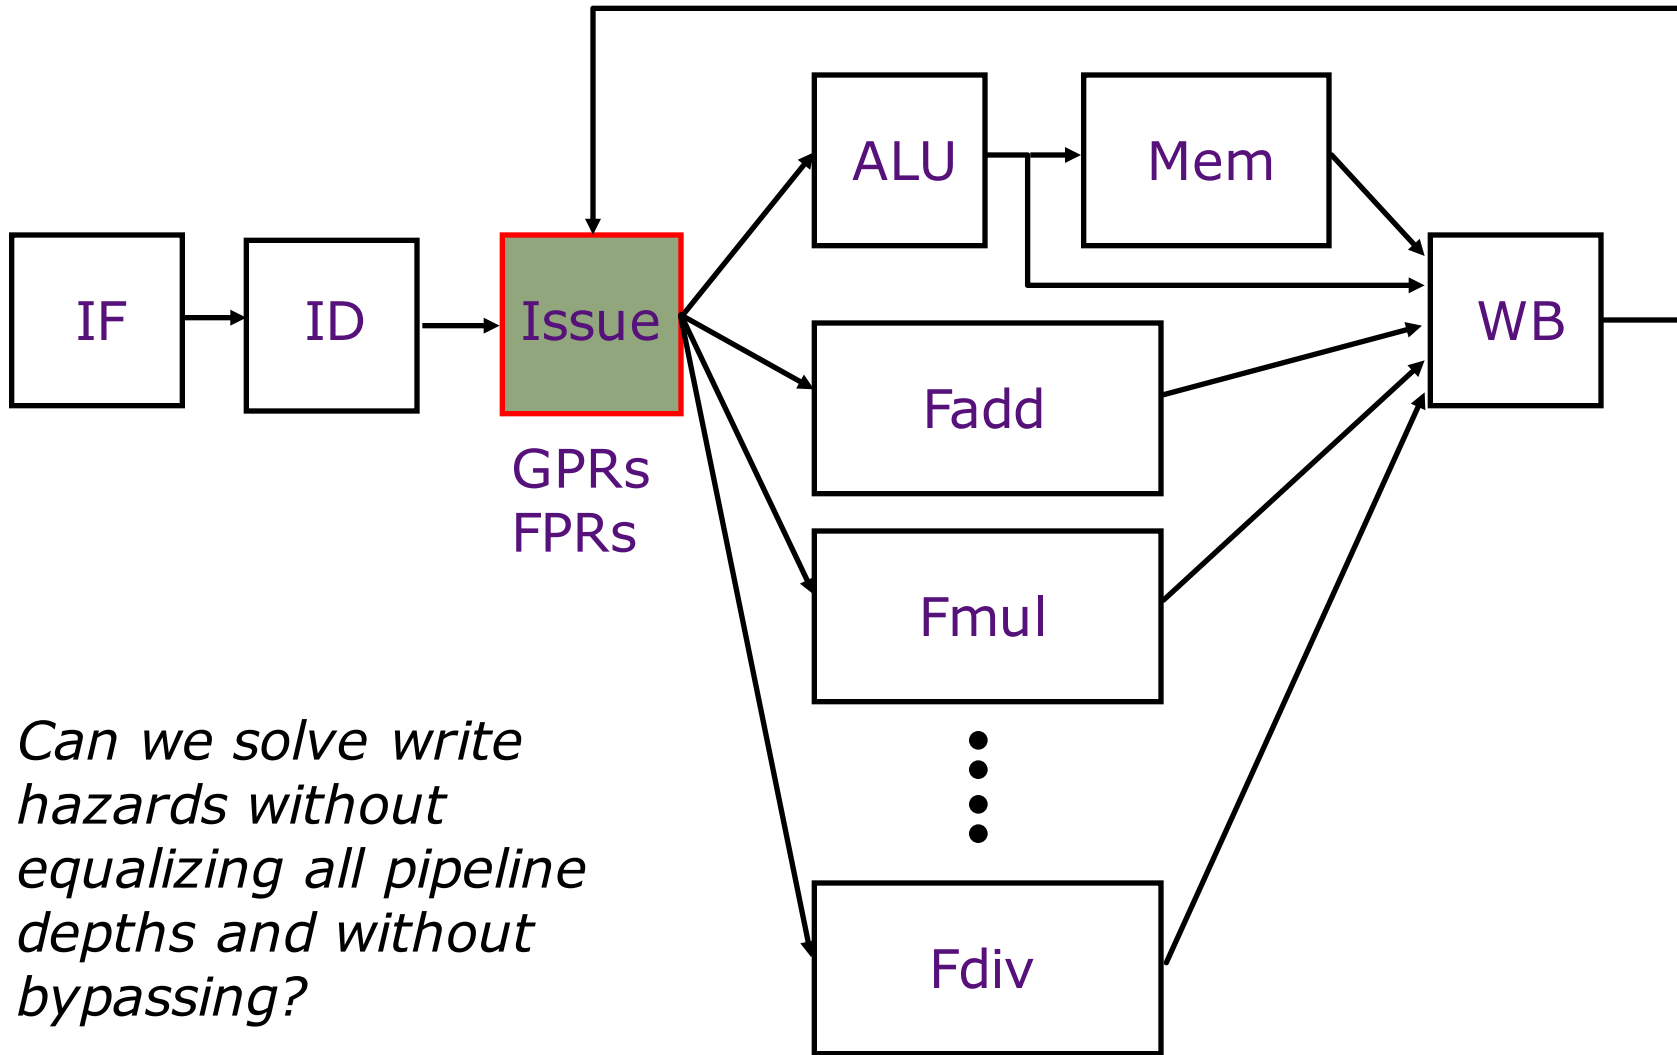 IF
ID
Issue
GPRs
FPRs
ALU
Mem
Fadd
Fmul
Fdiv
WB
Can we solve write
hazards without
equalizing all pipeline
depths and without
bypassing?